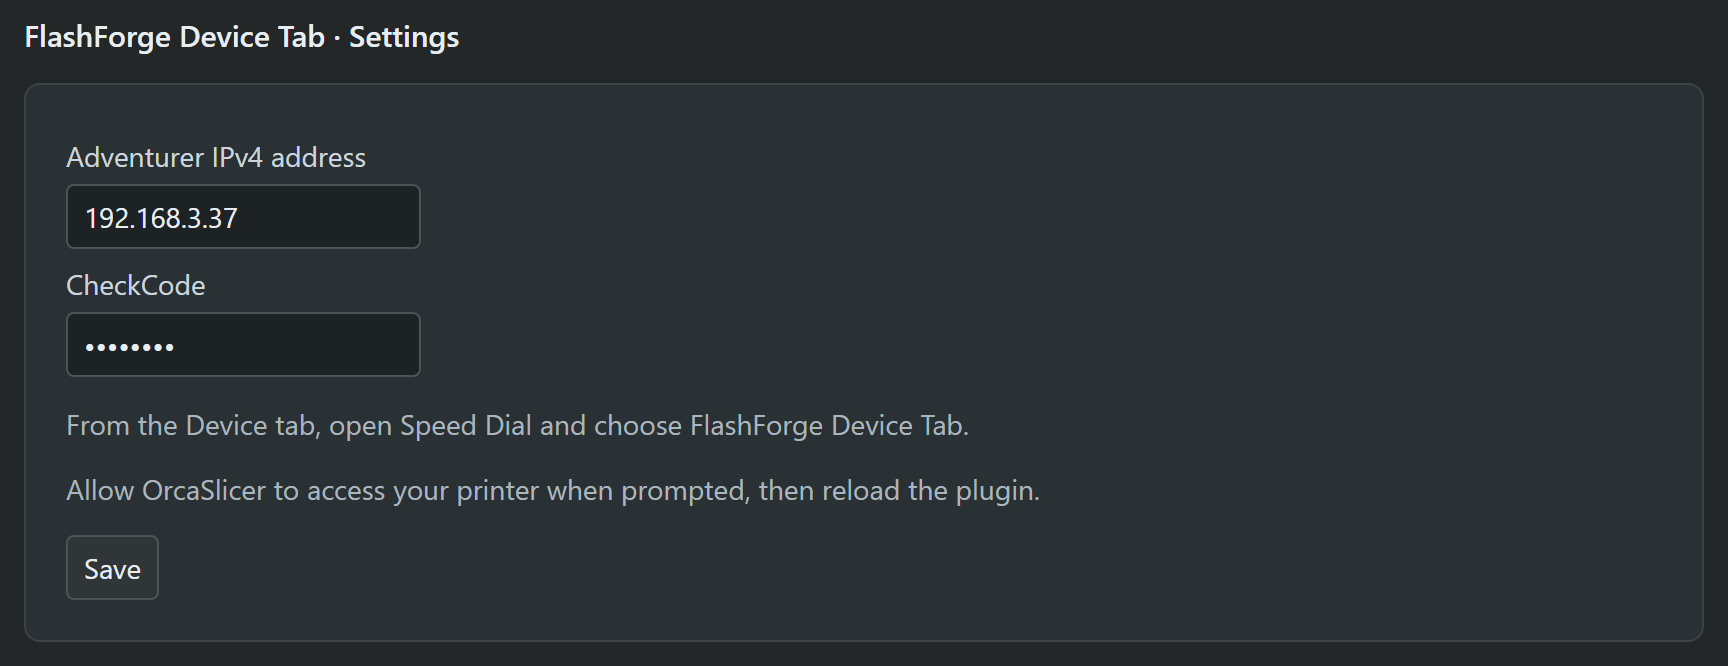 FlashForge Device Tab · Settings
Adventurer IPv4 address
192.168.3.37
CheckCode
••••••••
From the Device tab, open Speed Dial and choose FlashForge Device Tab.
Allow OrcaSlicer to access your printer when prompted, then reload the plugin.
Save